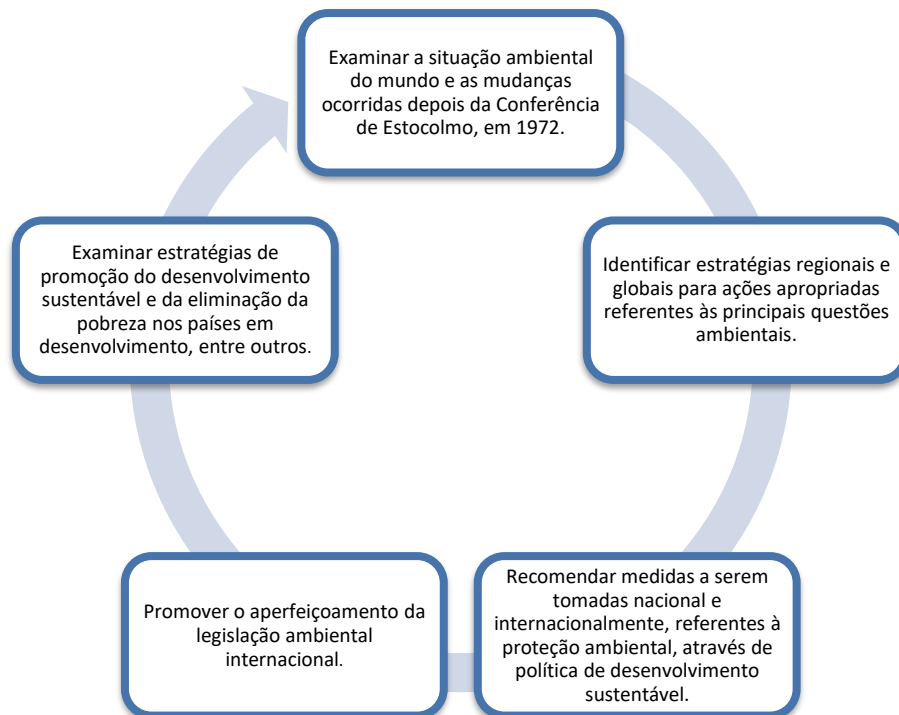 Examinar a situação ambiental
do mundo e as mudanças
ocorridas depois da Conferência
de Estocolmo, em 1972.
Identificar estratégias regionais e
globais para ações apropriadas
referentes às principais questões
ambientais.
Recomendar medidas a serem
tomadas nacional e
internacionalmente, referentes à
proteção ambiental, através de
política de desenvolvimento
sustentável.
Promover o aperfeiçoamento da
legislação ambiental
internacional.
Examinar estratégias de
promoção do desenvolvimento
sustentável e da eliminação da
pobreza nos países em
desenvolvimento, entre outros.